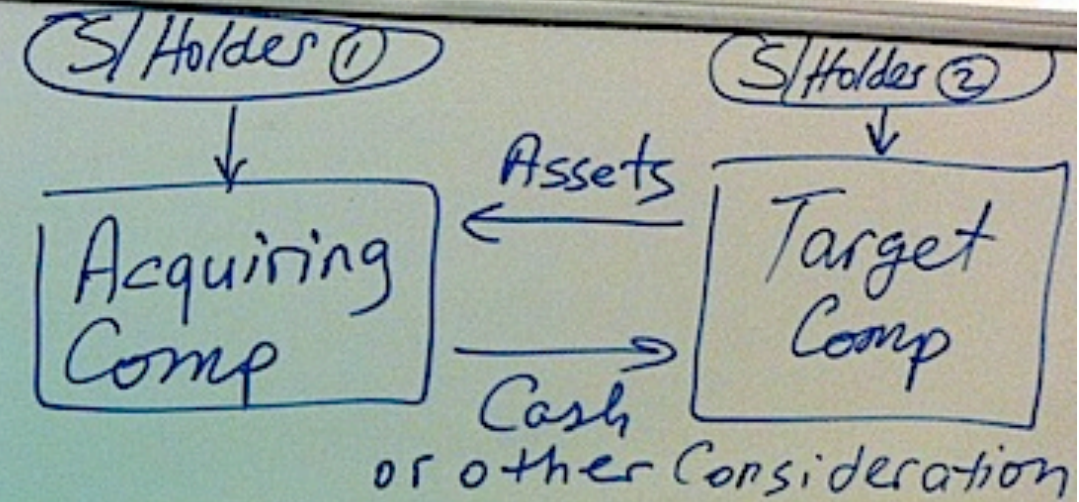 S/Holder ①
S/Holder ②
Assets
Acquiring
Comp
Target
Comp
Cash
or other Consideration